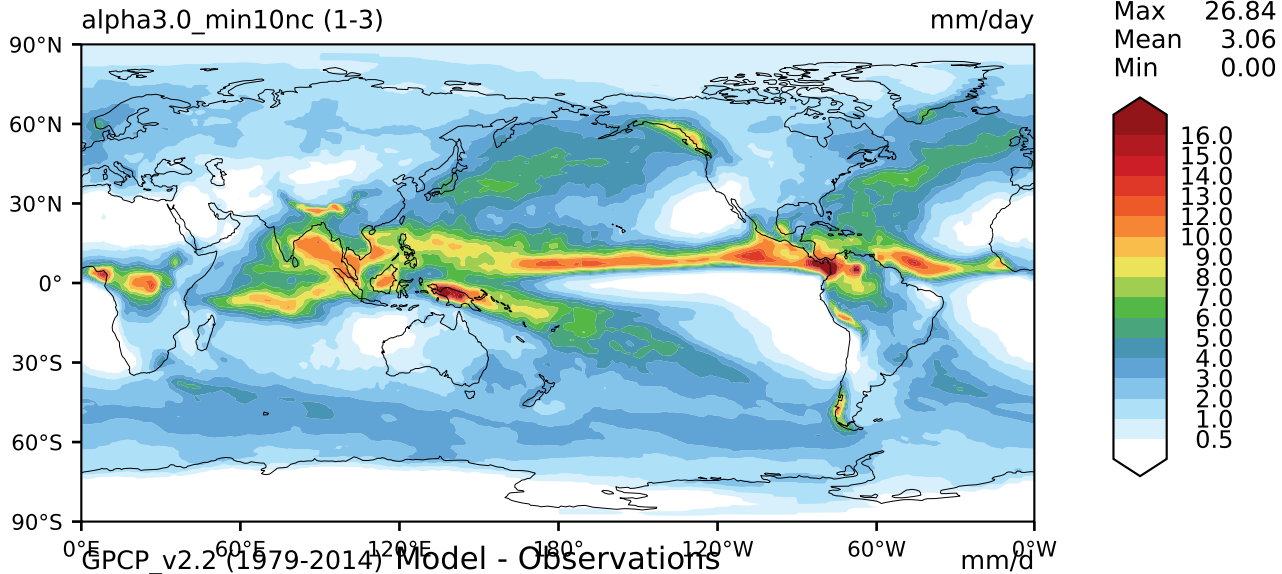 alpha3.0_min10nc (1-3) mm/day
Max 26.84
Mean 3.06
Min 0.00
90°N
60°N
30°N
0°
30°S
60°S
90°S
16.0
15.0
14.0
13.0
12.0
10.0
9.0
8.0
7.0
6.0
5.0
4.0
3.0
2.0
1.0
0.5
0°E 60°E 120°E 180° 120°W 60°W 0°W
GPCP_v2.2 (1979-2014) Model - Observations mm/d